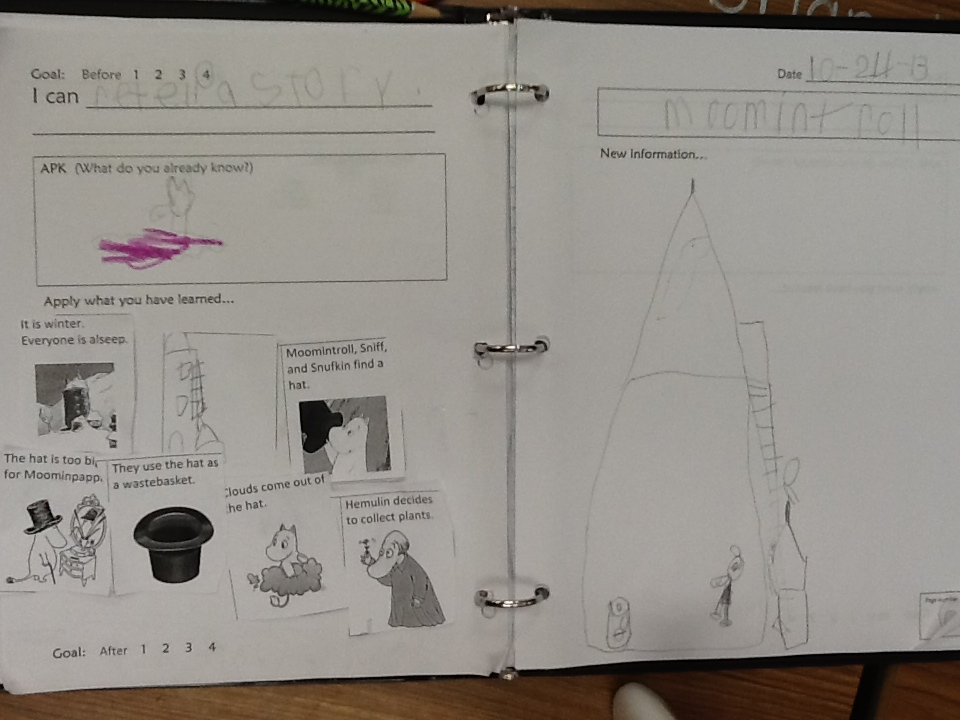 Goal: Before 1 2 3 4
I can retell a story.
APK (What do you already know?)
Apply what you have learned...
It is winter.
Everyone is alseep.
Moomintroll, Sniff,
and Snufkin find a
hat.
The hat is too bi
for Moominpapp.
They use the hat as
a wastebasket.
Clouds come out of
the hat.
Hemulin decides
to collect plants.
Goal: After 1 2 3 4
Date 10-24-13
moomintroll
New information...